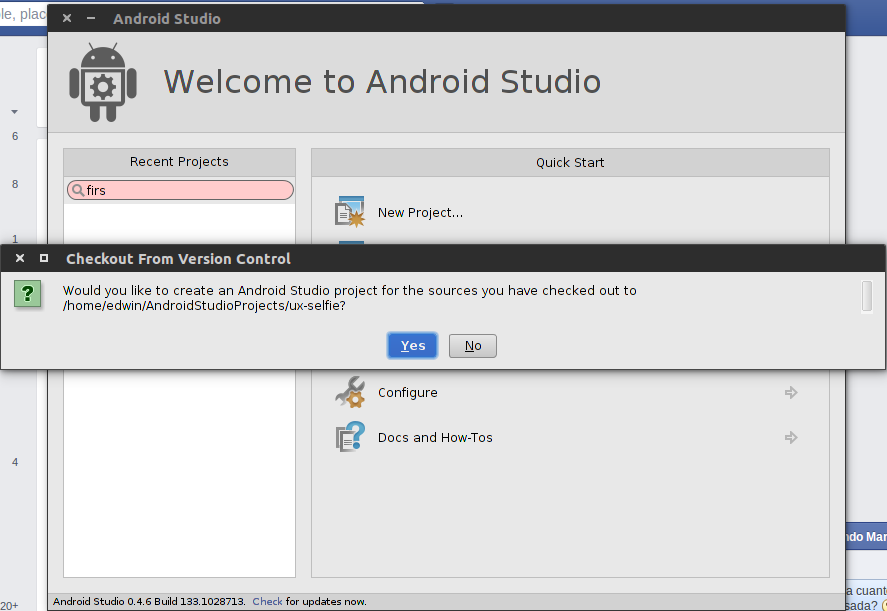 le, plac
Android Studio
Welcome to Android Studio
6
8
1
Recent Projects
firs
Quick Start
New Project...
Checkout From Version Control
?
Would you like to create an Android Studio project for the sources you have checked out to
/home/edwin/AndroidStudioProjects/ux-selfie?
Yes
No
Configure
Docs and How-Tos
4
ndo Mar
a cuant
sada?
20+
Android Studio 0.4.6 Build 133.1028713. Check for updates now.